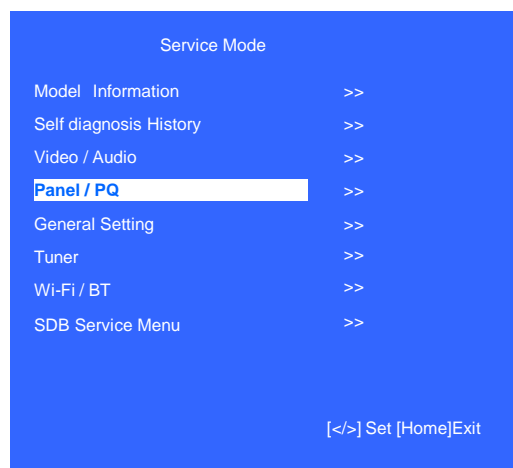 Service Mode
Model Information >>
Self diagnosis History >>
Video / Audio >>
Panel / PQ >>
General Setting >>
Tuner >>
Wi-Fi / BT >>
SDB Service Menu >>
[</>] Set [Home]Exit